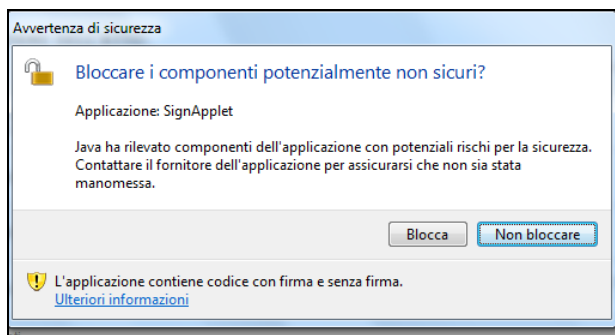 Avvertenza di sicurezza
Bloccare i componenti potenzialmente non sicuri?
Applicazione: SignApplet
Java ha rilevato componenti dell'applicazione con potenziali rischi per la sicurezza.
Contattare il fornitore dell'applicazione per assicurarsi che non sia stata
manomessa.
Blocca
Non bloccare
L'applicazione contiene codice con firma e senza firma.
Ulteriori informazioni